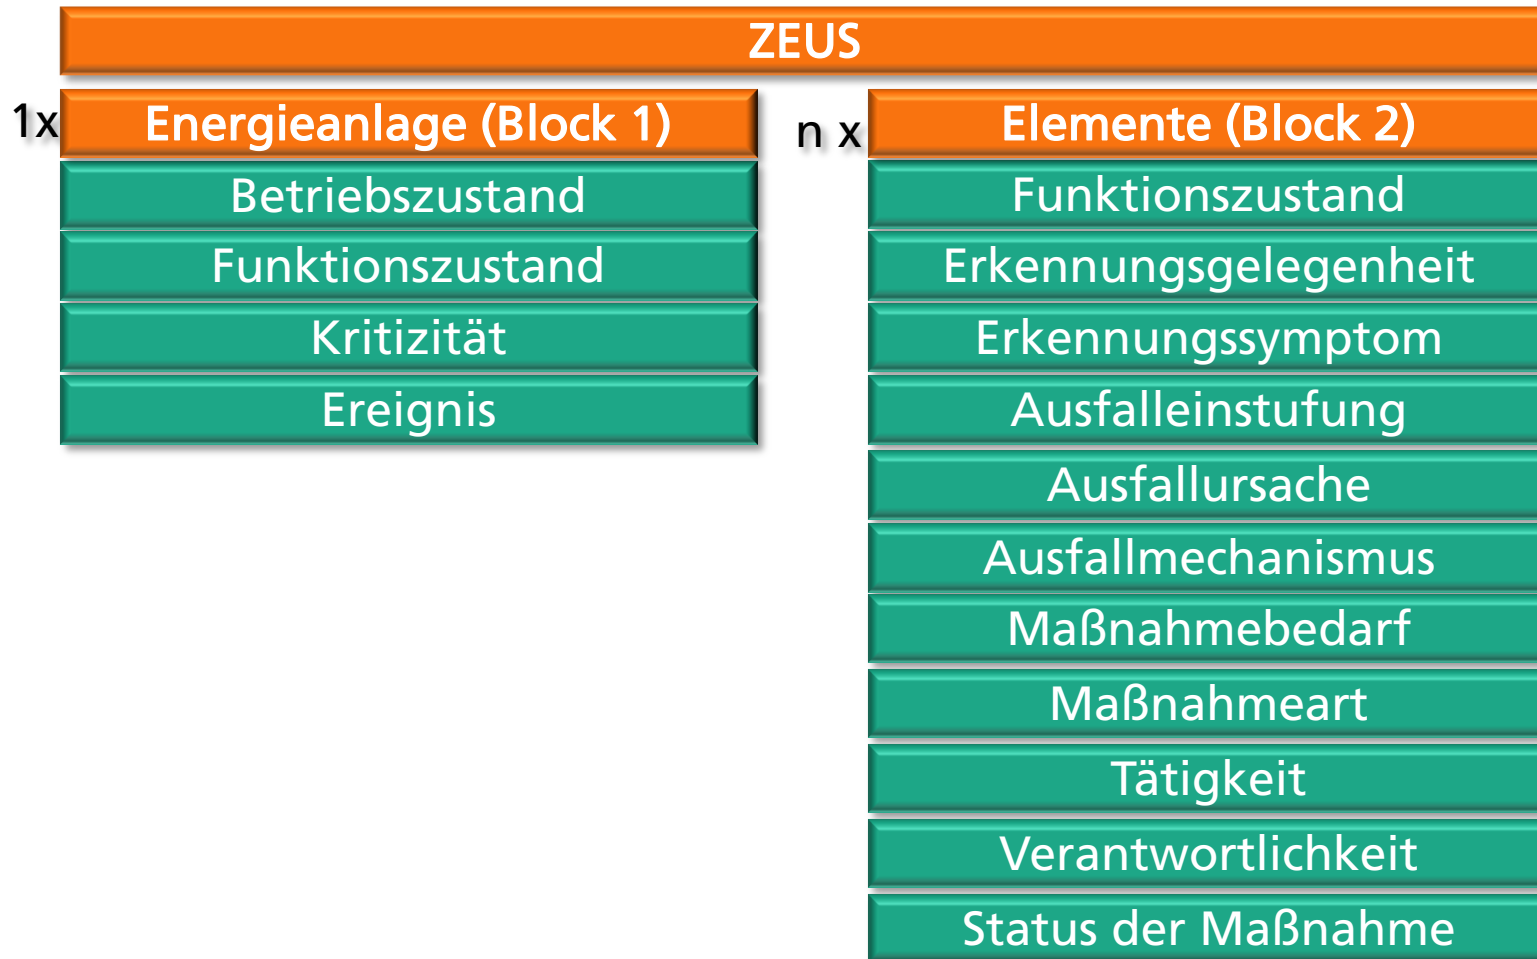 ZEUS
1x
Energieanlage (Block 1)
Betriebszustand
Funktionszustand
Kritizität
Ereignis
n x
Elemente (Block 2)
Funktionszustand
Erkennungsgelegenheit
Erkennungssymptom
Ausfalleinstufung
Ausfallursache
Ausfallmechanismus
Maßnahmebedarf
Maßnahmeart
Tätigkeit
Verantwortlichkeit
Status der Maßnahme